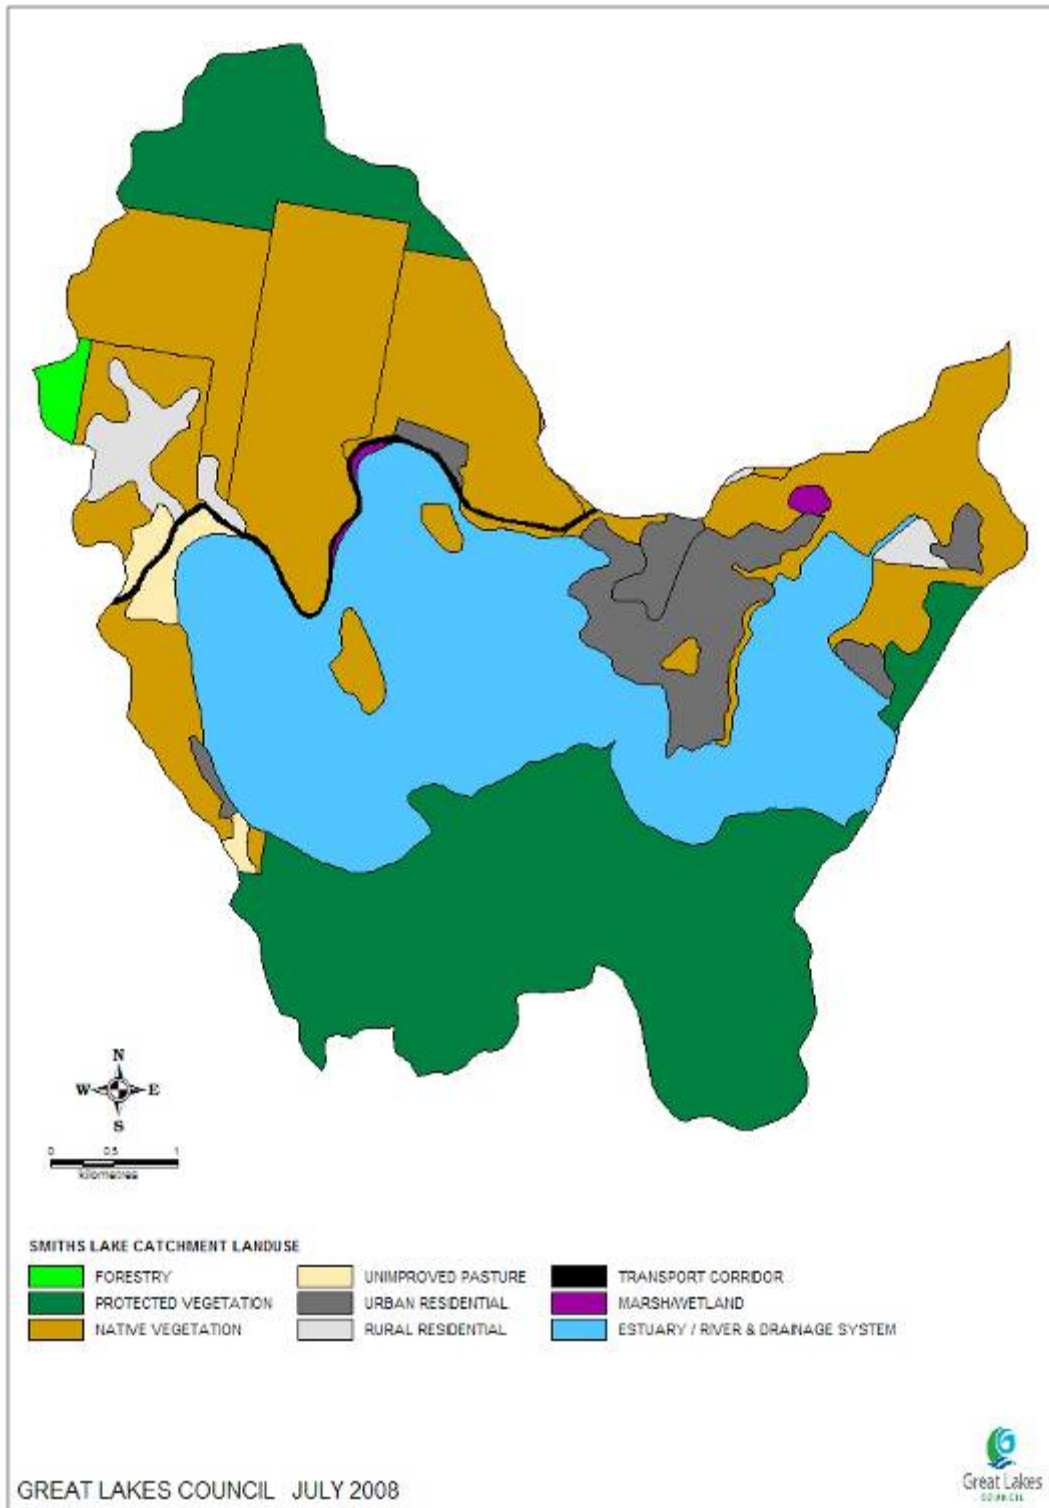 N
W E
S
0 0.5 1
kilometres
SMITHS LAKE CATCHMENT LANDUSE
FORESTRY UNIMPROVED PASTURE TRANSPORT CORRIDOR
PROTECTED VEGETATION URBAN RESIDENTIAL MARSH/WETLAND
NATIVE VEGETATION RURAL RESIDENTIAL ESTUARY / RIVER & DRAINAGE SYSTEM
Great Lakes
COUNCIL
GREAT LAKES COUNCIL JULY 2008